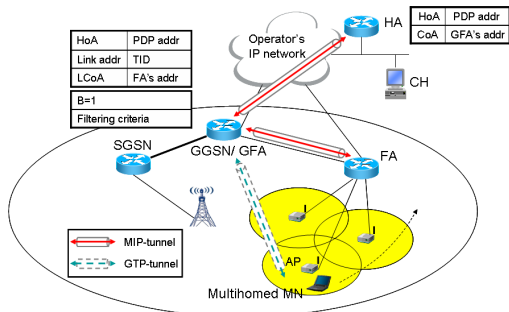 HoA PDP addr
Link addr TID
LCoA FA's addr
B=1
Filtering criteria
Operator's
IP network
HA
HoA PDP addr
CoA GFA's addr
CH
SGSN
GGSN/ GFA
FA
MIP-tunnel
GTP-tunnel
AP
Multihomed MN